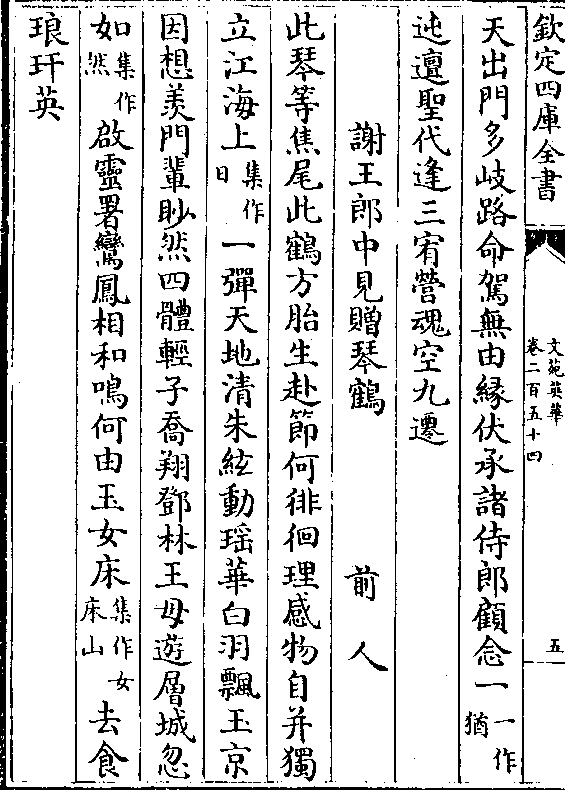 欽定四庫全書
文苑英華
卷二百五十四
五
天出門多岐路命駕無由緣伏承諸侍郎顧念一一作猶
迍邅聖代逢三宥營魂空九遷
謝王郎中見贈琴鶴
前人
此琴等焦尾此鶴方胎生赴節何徘徊理感物自并獨
立江海上集作日一彈天地清朱絃動瑶華白羽飄玉京
因想羨門輩眇然四體輕子喬翔鄧林王母遊層城忽
如集作然啟靈署鸞鳳相和鳴何由玉女床集作女床山去食
琅玕英